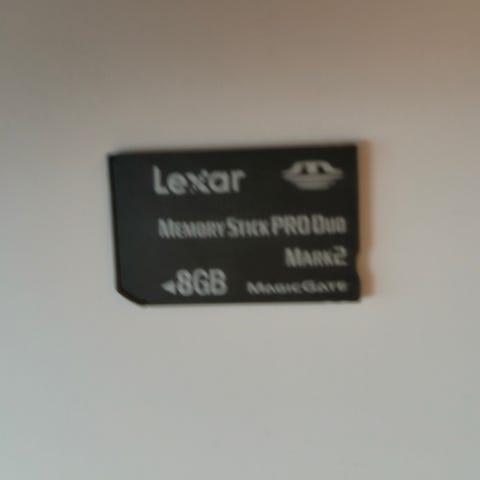 Lexar
MEMORY STICK PRO DUO
MARK2
8GB MAGICGATE